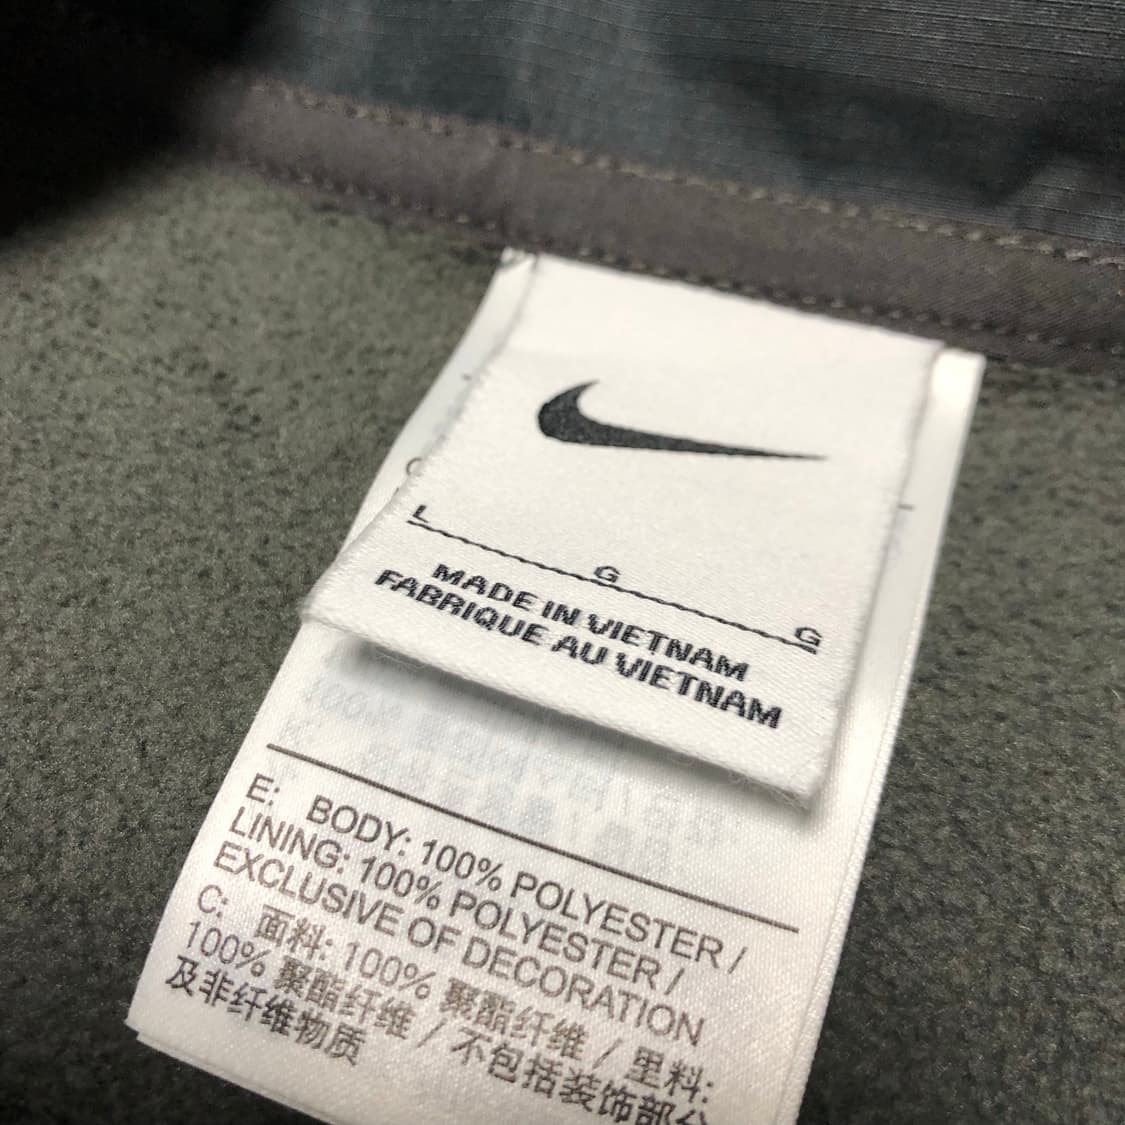 L G G
MADE IN VIETNAM
FABRIQUE AU VIETNAM
E: BODY: 100% POLYESTER /
LINING: 100% POLYESTER /
EXCLUSIVE OF DECORATION
C: 面料: 100% 聚酯纤维 / 里料:
100% 聚酯纤维 / 不包括装饰部分
及非纤维物质